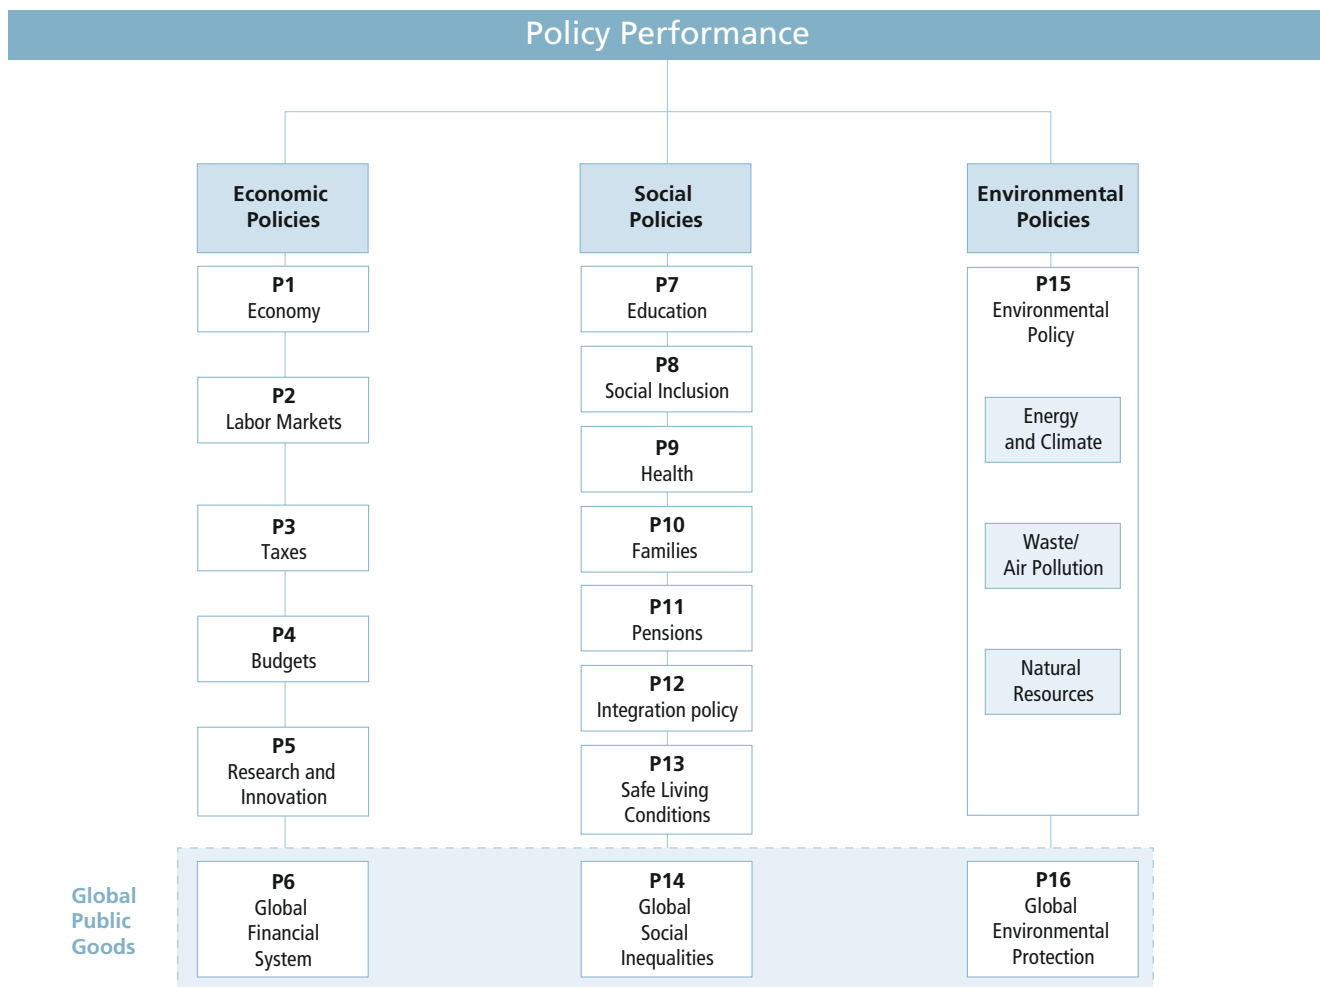 Policy Performance
Economic
Policies
P1
Economy
P2
Labor Markets
P3
Taxes
P4
Budgets
P5
Research and
Innovation
Social
Policies
P7
Education
P8
Social Inclusion
P9
Health
P10
Families
P11
Pensions
P12
Integration policy
P13
Safe Living
Conditions
Environmental
Policies
P15
Environmental
Policy
Energy
and Climate
Waste/
Air Pollution
Natural
Resources
Global
Public
Goods
P6
Global
Financial
System
P14
Global
Social
Inequalities
P16
Global
Environmental
Protection